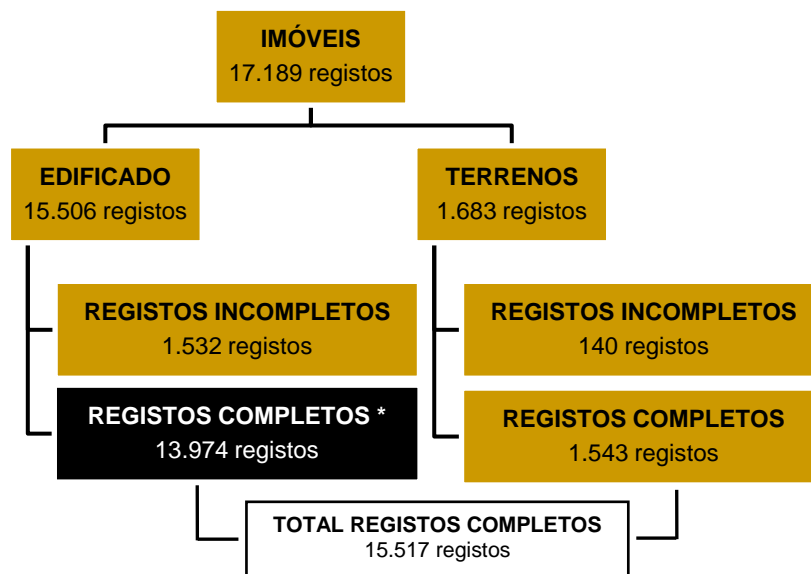 IMÓVEIS
17.189 registos
EDIFICADO
15.506 registos
TERRENOS
1.683 registos
REGISTOS INCOMPLETOS
1.532 registos
REGISTOS INCOMPLETOS
140 registos
REGISTOS COMPLETOS *
13.974 registos
REGISTOS COMPLETOS
1.543 registos
TOTAL REGISTOS COMPLETOS
15.517 registos